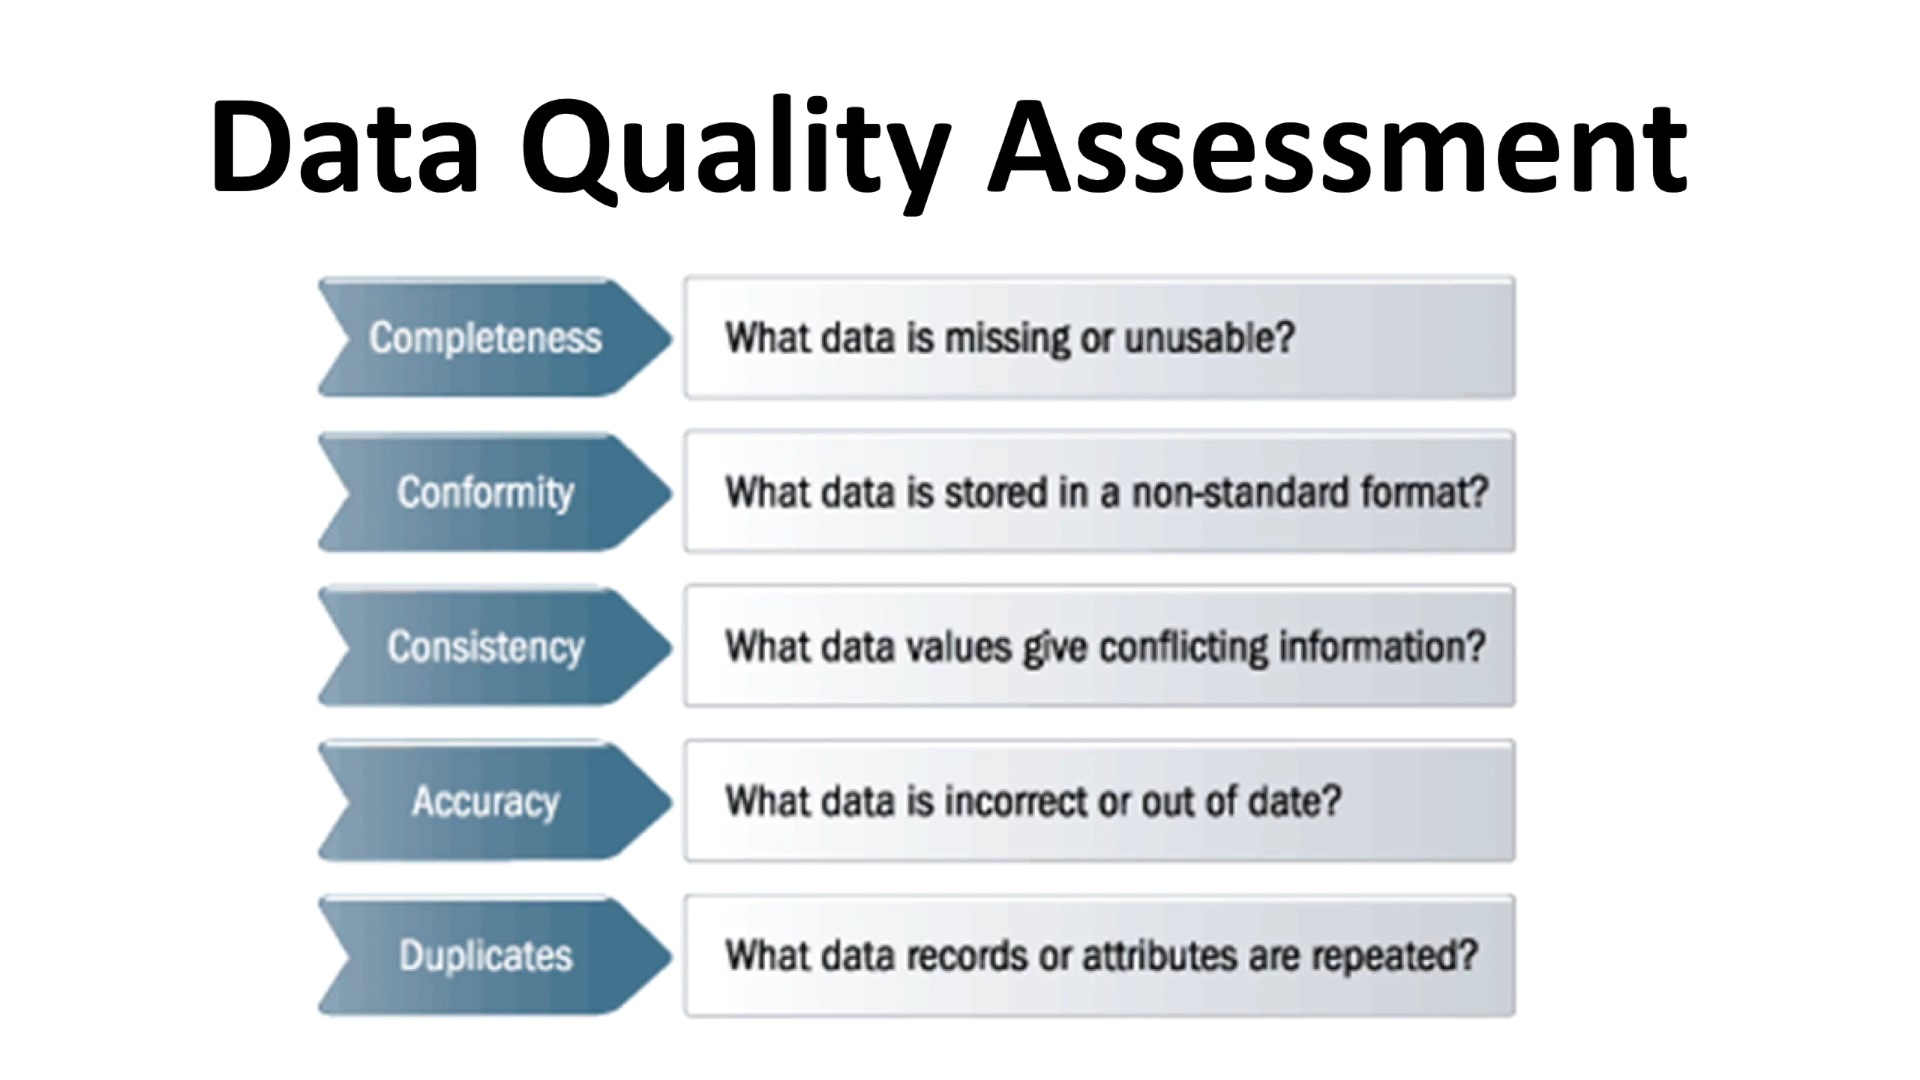 Data Quality Assessment
Completeness
What data is missing or unusable?
Conformity
What data is stored in a non-standard format?
Consistency
What data values give conflicting information?
Accuracy
What data is incorrect or out of date?
Duplicates
What data records or attributes are repeated?